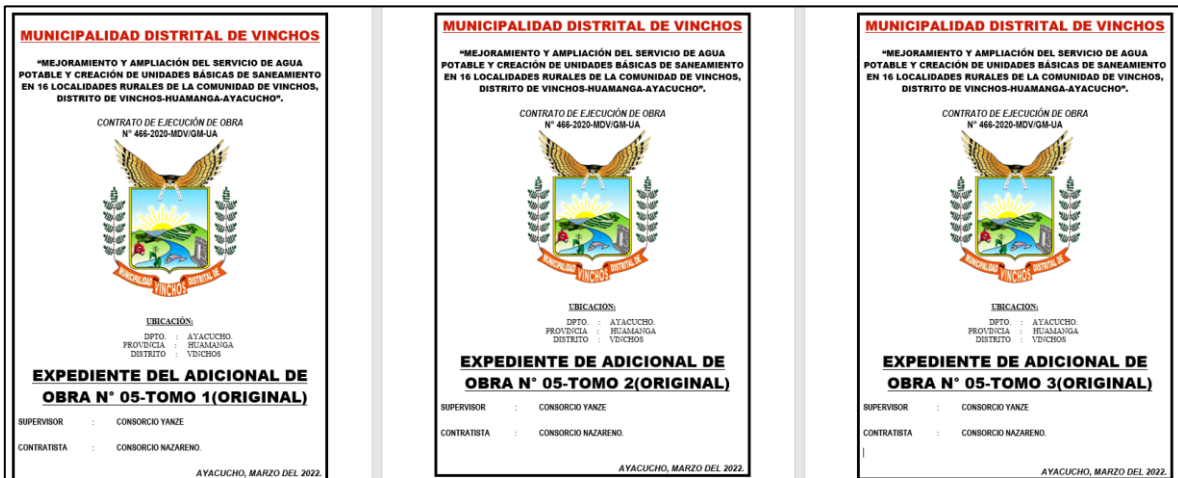 MUNICIPALIDAD DISTRITAL DE VINCHOS
“MEJORAMIENTO Y AMPLIACIÓN DEL SERVICIO DE AGUA
POTABLE Y CREACIÓN DE UNIDADES BÁSICAS DE SANEAMIENTO
EN 16 LOCALIDADES RURALES DE LA COMUNIDAD DE VINCHOS,
DISTRITO DE VINCHOS-HUAMANGA-AYACUCHO”.
CONTRATO DE EJECUCIÓN DE OBRA
N° 466-2020-MDV/GM-UA
MUNICIPALIDAD VINCHOS DISTRITAL DE
UBICACIÓN:
DPTO. : AYACUCHO.
PROVINCIA : HUAMANGA
DISTRITO : VINCHOS
EXPEDIENTE DEL ADICIONAL DE
OBRA N° 05-TOMO 1(ORIGINAL)
SUPERVISOR : CONSORCIO YANZE
CONTRATISTA : CONSORCIO NAZARENO.
AYACUCHO, MARZO DEL 2022.
MUNICIPALIDAD DISTRITAL DE VINCHOS
“MEJORAMIENTO Y AMPLIACIÓN DEL SERVICIO DE AGUA
POTABLE Y CREACIÓN DE UNIDADES BÁSICAS DE SANEAMIENTO
EN 16 LOCALIDADES RURALES DE LA COMUNIDAD DE VINCHOS,
DISTRITO DE VINCHOS-HUAMANGA-AYACUCHO”.
CONTRATO DE EJECUCIÓN DE OBRA
N° 466-2020-MDV/GM-UA
MUNICIPALIDAD VINCHOS DISTRITAL DE
UBICACIÓN:
DPTO. : AYACUCHO.
PROVINCIA : HUAMANGA
DISTRITO : VINCHOS
EXPEDIENTE DE ADICIONAL DE
OBRA N° 05-TOMO 2(ORIGINAL)
SUPERVISOR : CONSORCIO YANZE
CONTRATISTA : CONSORCIO NAZARENO.
AYACUCHO, MARZO DEL 2022.
MUNICIPALIDAD DISTRITAL DE VINCHOS
“MEJORAMIENTO Y AMPLIACIÓN DEL SERVICIO DE AGUA
POTABLE Y CREACIÓN DE UNIDADES BÁSICAS DE SANEAMIENTO
EN 16 LOCALIDADES RURALES DE LA COMUNIDAD DE VINCHOS,
DISTRITO DE VINCHOS-HUAMANGA-AYACUCHO”.
CONTRATO DE EJECUCIÓN DE OBRA
N° 466-2020-MDV/GM-UA
MUNICIPALIDAD VINCHOS DISTRITAL DE
UBICACIÓN:
DPTO. : AYACUCHO.
PROVINCIA : HUAMANGA
DISTRITO : VINCHOS
EXPEDIENTE DE ADICIONAL DE
OBRA N° 05-TOMO 3(ORIGINAL)
SUPERVISOR : CONSORCIO YANZE
CONTRATISTA : CONSORCIO NAZARENO.
AYACUCHO, MARZO DEL 2022.